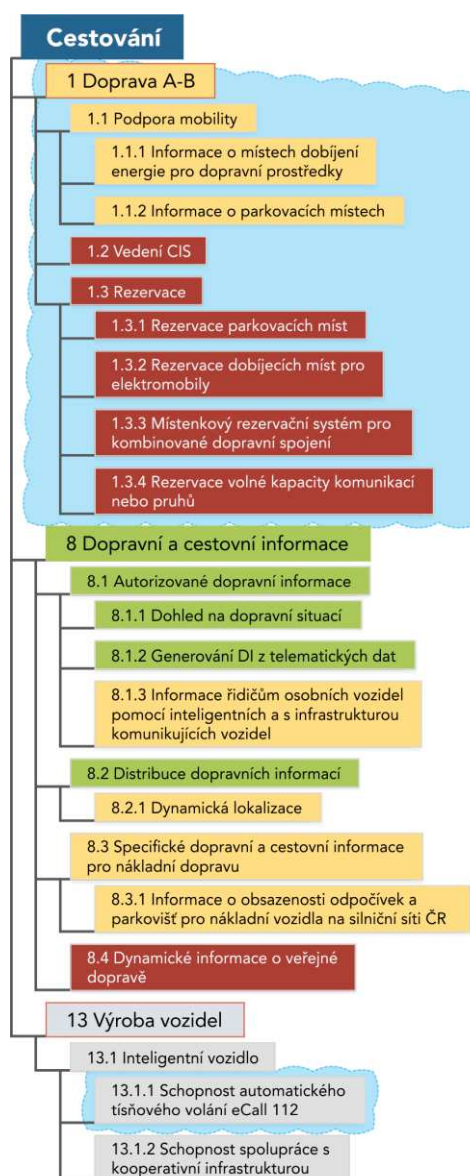 Cestování
1 Doprava A-B
1.1 Podpora mobility
1.1.1 Informace o místech dobíjení
energie pro dopravní prostředky
1.1.2 Informace o parkovacích místech
1.2 Vedení CIS
1.3 Rezervace
1.3.1 Rezervace parkovacích míst
1.3.2 Rezervace dobíjecích míst pro
elektromobily
1.3.3 Místenkový rezervační systém pro
kombinované dopravní spojení
1.3.4 Rezervace volné kapacity komunikací
nebo pruhů
8 Dopravní a cestovní informace
8.1 Autorizované dopravní informace
8.1.1 Dohled na dopravní situací
8.1.2 Generování DI z telematických dat
8.1.3 Informace řidičům osobních vozidel
pomocí inteligentních a s infrastrukturou
komunikujících vozidel
8.2 Distribuce dopravních informací
8.2.1 Dynamická lokalizace
8.3 Specifické dopravní a cestovní informace
pro nákladní dopravu
8.3.1 Informace o obsazenosti odpočívek a
parkovišť pro nákladní vozidla na silniční síti ČR
8.4 Dynamické informace o veřejné
dopravě
13 Výroba vozidel
13.1 Inteligentní vozidlo
13.1.1 Schopnost automatického
tísňového volání eCall 112
13.1.2 Schopnost spolupráce s
kooperativní infrastrukturou